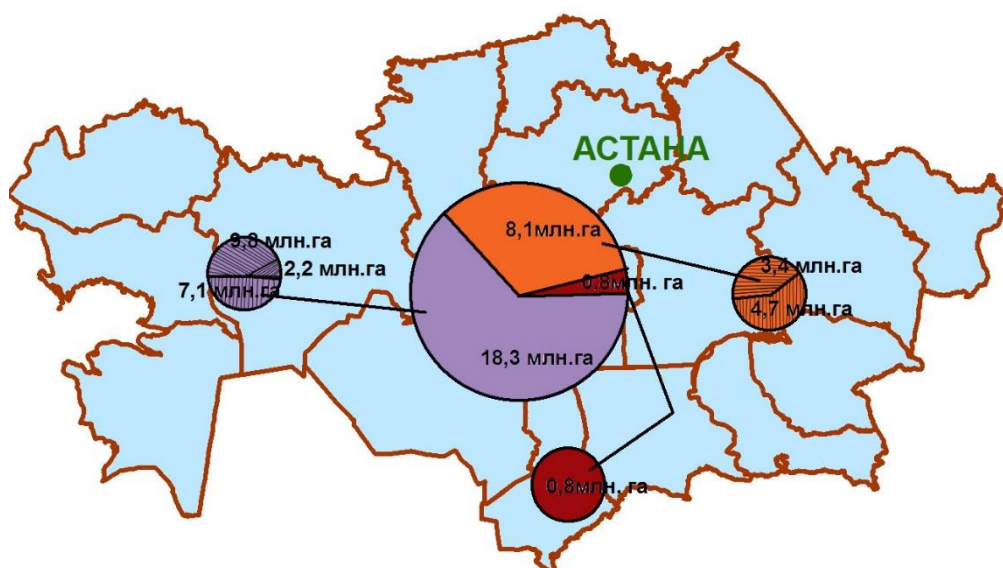 АСТАНА
8,1млн.га
9,8 млн.га
2,2 млн.га
7,1 млн.га
0,8млн. га
3,4 млн.га
4,7 млн.га
18,3 млн.га
0,8млн. га